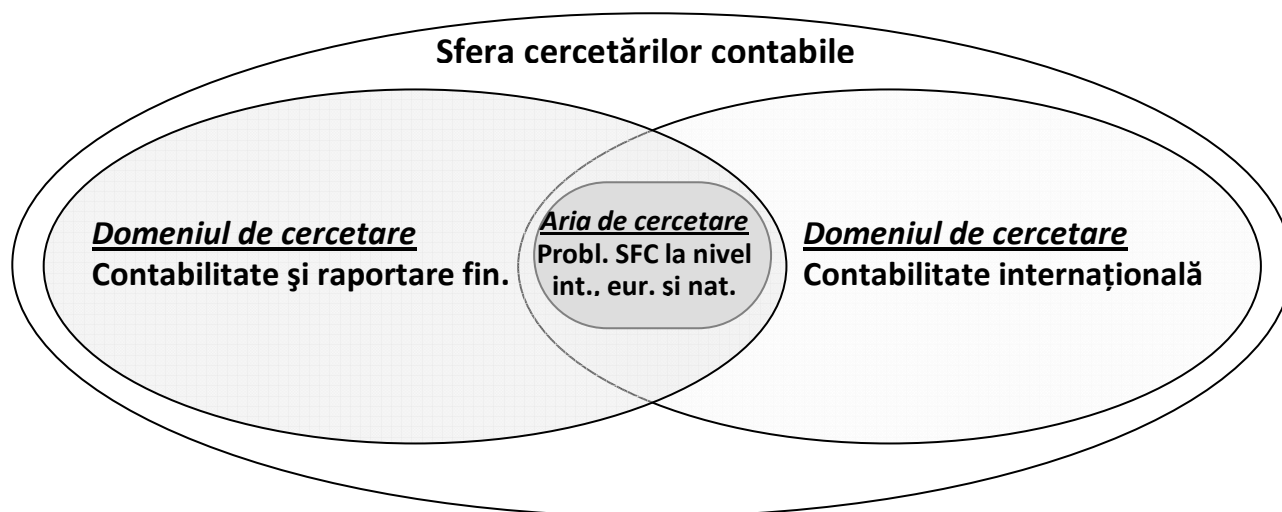 Sfera cercetărilor contabile
Domeniul de cercetare
Contabilitate şi raportare fin.
Aria de cercetare
Probl. SFC la nivel
int., eur. si nat.
Domeniul de cercetare
Contabilitate internațională